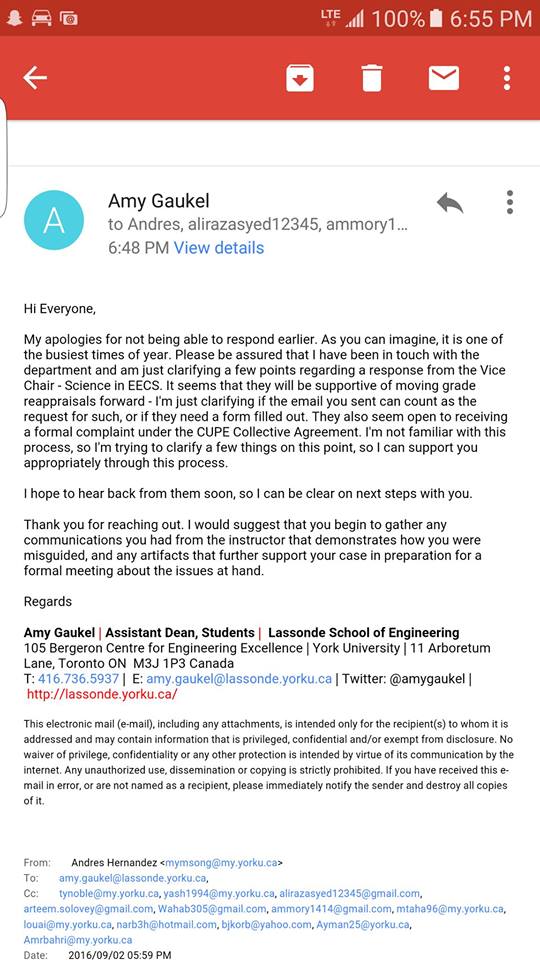 LTE 100% 6:55 PM
A
Amy Gaukel
to Andres, alirazasyed12345, ammory1...
6:48 PM View details
Hi Everyone,
My apologies for not being able to respond earlier. As you can imagine, it is one of
the busiest times of year. Please be assured that I have been in touch with the
department and am just clarifying a few points regarding a response from the Vice
Chair - Science in EECS. It seems that they will be supportive of moving grade
reappraisals forward - I'm just clarifying if the email you sent can count as the
request for such, or if they need a form filled out. They also seem open to receiving
a formal complaint under the CUPE Collective Agreement. I'm not familiar with this
process, so I'm trying to clarify a few things on this point, so I can support you
appropriately through this process.
I hope to hear back from them soon, so I can be clear on next steps with you.
Thank you for reaching out. I would suggest that you begin to gather any
communications you had from the instructor that demonstrates how you were
misguided, and any artifacts that further support your case in preparation for a
formal meeting about the issues at hand.
Regards
Amy Gaukel | Assistant Dean, Students | Lassonde School of Engineering
105 Bergeron Centre for Engineering Excellence | York University | 11 Arboretum
Lane, Toronto ON M3J 1P3 Canada
T: 416.736.5937 | E: amy.gaukel@lassonde.yorku.ca | Twitter: @amygaukel |
http://lassonde.yorku.ca/
This electronic mail (e-mail), including any attachments, is intended only for the recipient(s) to whom it is
addressed and may contain information that is privileged, confidential and/or exempt from disclosure. No
waiver of privilege, confidentiality or any other protection is intended by virtue of its communication by the
internet. Any unauthorized use, dissemination or copying is strictly prohibited. If you have received this e-
mail in error, or are not named as a recipient, please immediately notify the sender and destroy all copies
of it.
From: Andres Hernandez <mymsong@my.yorku.ca>
To: amy.gaukel@lassonde.yorku.ca,
Cc: tynoble@my.yorku.ca, yash1994@my.yorku.ca, alirazasyed12345@gmail.com,
arteem.solovey@gmail.com, Wahab305@gmail.com, ammory1414@gmail.com, mtaha96@my.yorku.ca,
louai@my.yorku.ca, narb3h@hotmail.com, bjkorb@yahoo.com, Ayman25@yorku.ca,
Amrbahri@my.yorku.ca
Date: 2016/09/02 05:59 PM